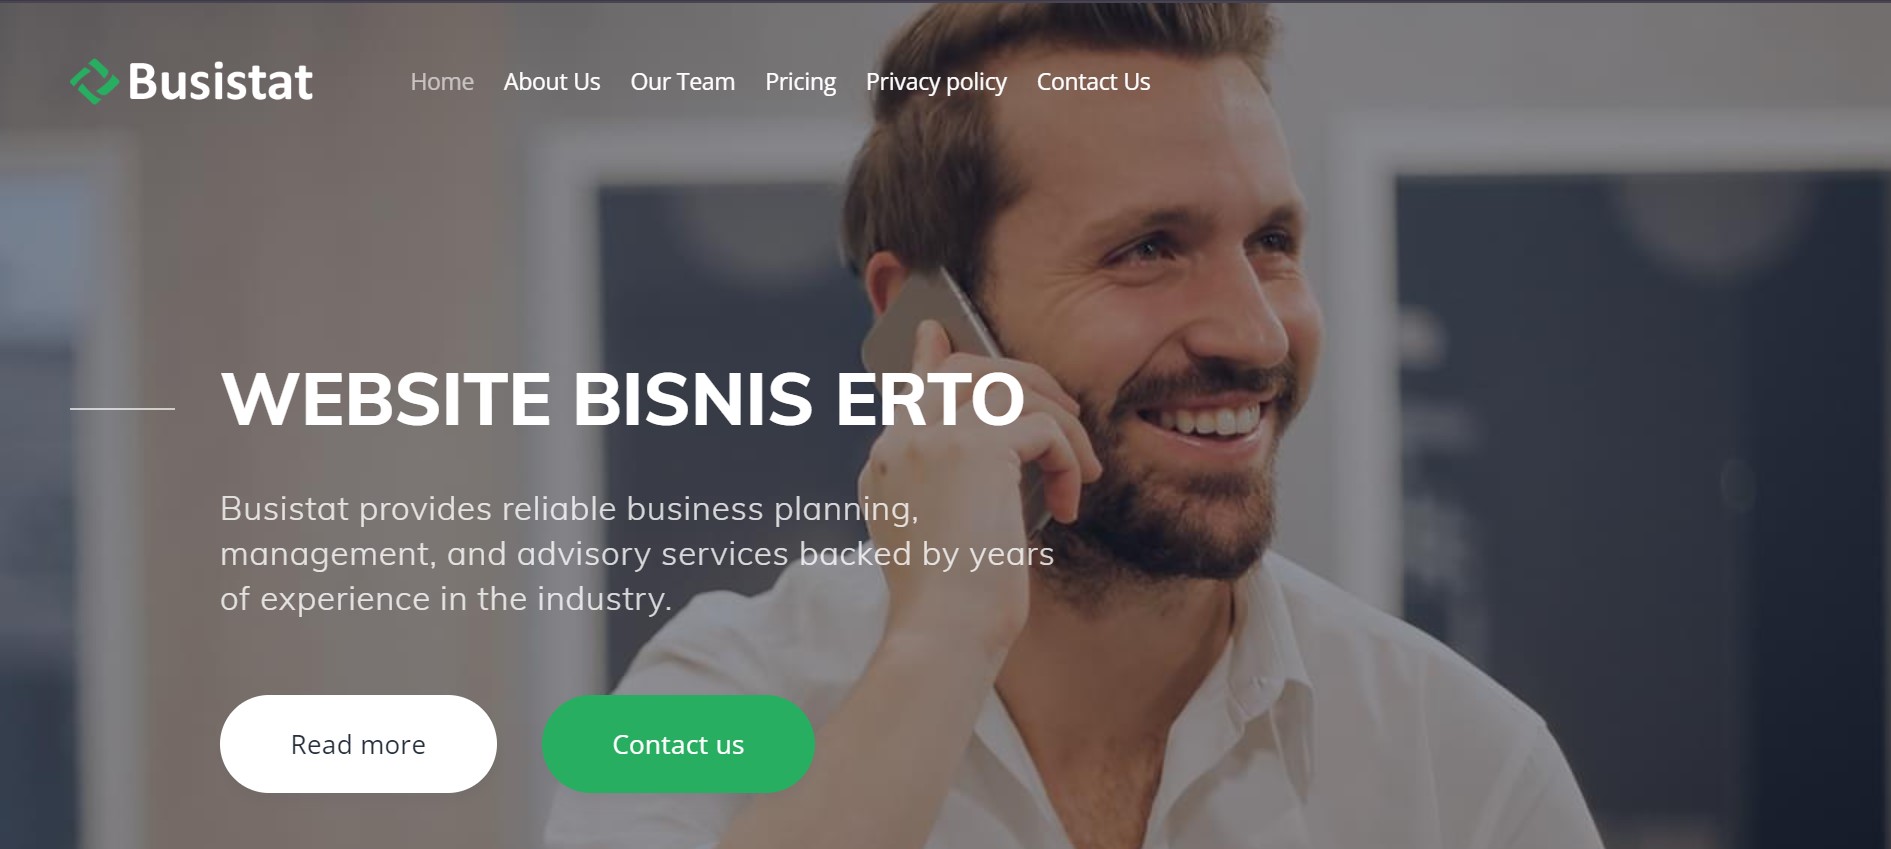 Busistat
Home About Us Our Team Pricing Privacy policy Contact Us
WEBSITE BISNIS ERTO
Busistat provides reliable business planning,
management, and advisory services backed by years
of experience in the industry.
Read more Contact us